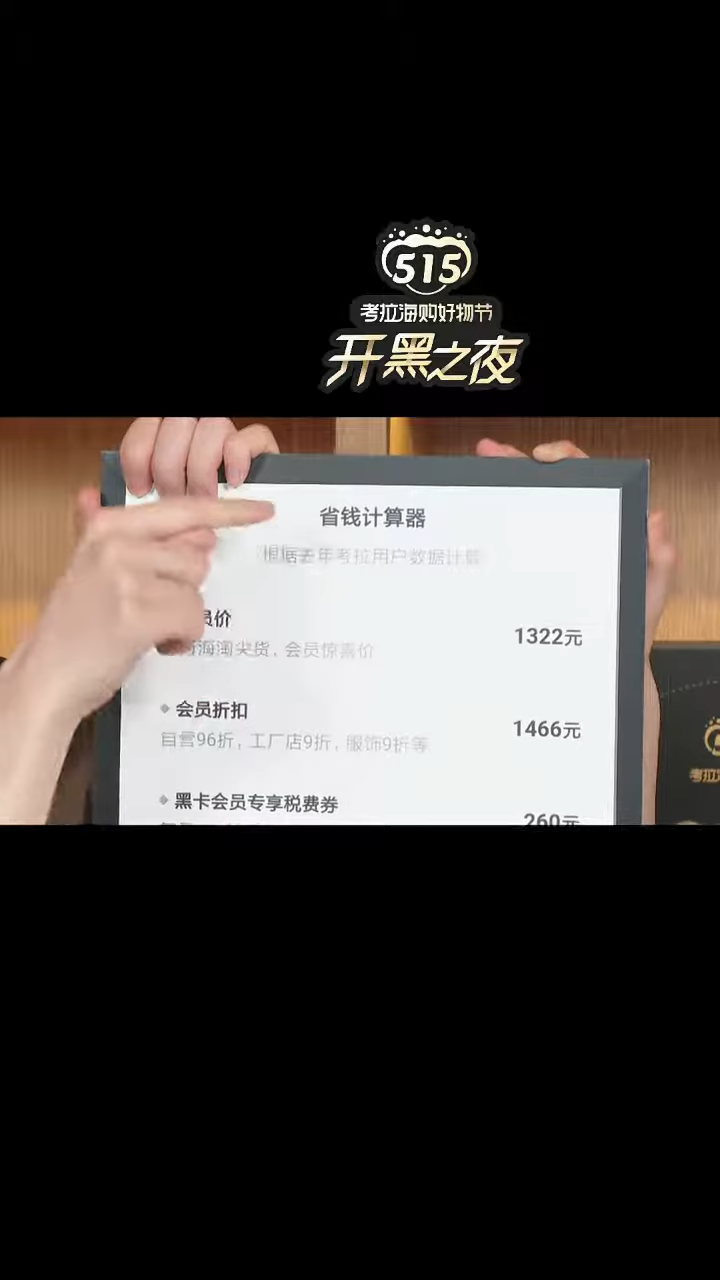 515
考拉海购好物节
开黑之夜
省钱计算器
根据去年考拉用户数据计算
员价
1322元
海淘尖货，会员惊喜价
会员折扣
1466元
自营96折，工厂店9折，服饰9折等
黑卡会员专享税费券
260元
考拉